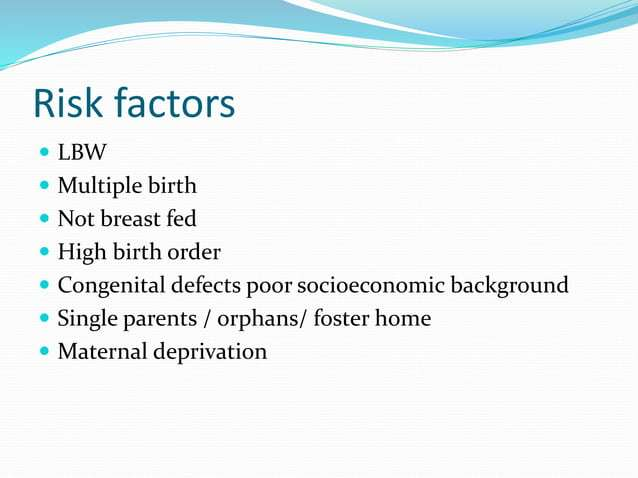 Risk factors
• LBW
• Multiple birth
• Not breast fed
• High birth order
• Congenital defects poor socioeconomic background
• Single parents / orphans/ foster home
• Maternal deprivation